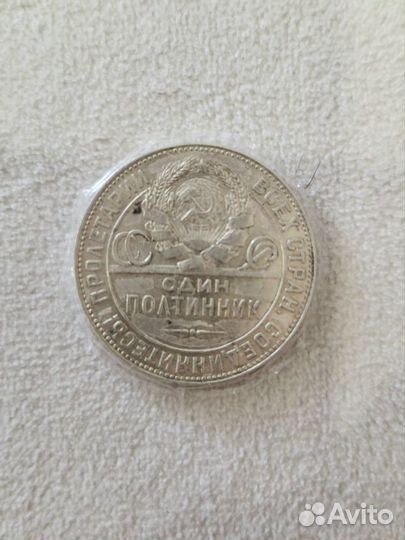 ПРОЛЕТАРИИ ВСЕХ СТРАН, СОЕДИНЯЙТЕСЬ!
СССР
ОДИН
ПОЛТИННИК
Avito